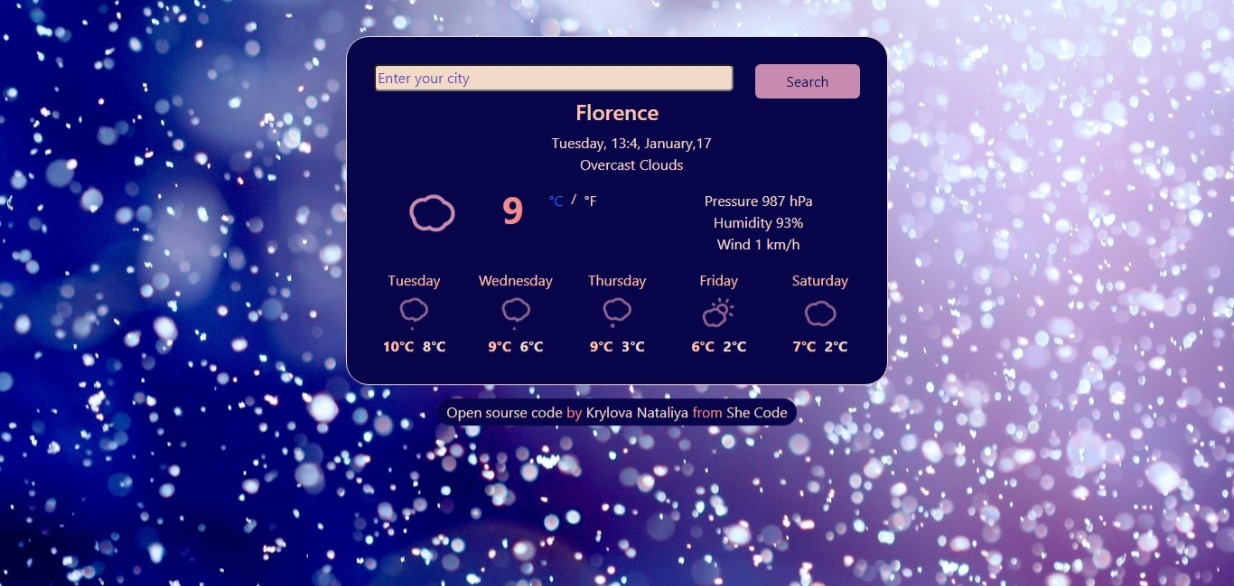 Enter your city
Search
Florence
Tuesday, 13:4, January,17
Overcast Clouds
9 °C / °F
Pressure 987 hPa
Humidity 93%
Wind 1 km/h
Tuesday Wednesday Thursday Friday Saturday
10°C 8°C 9°C 6°C 9°C 3°C 6°C 2°C 7°C 2°C
Open sourse code by Krylova Nataliya from She Code